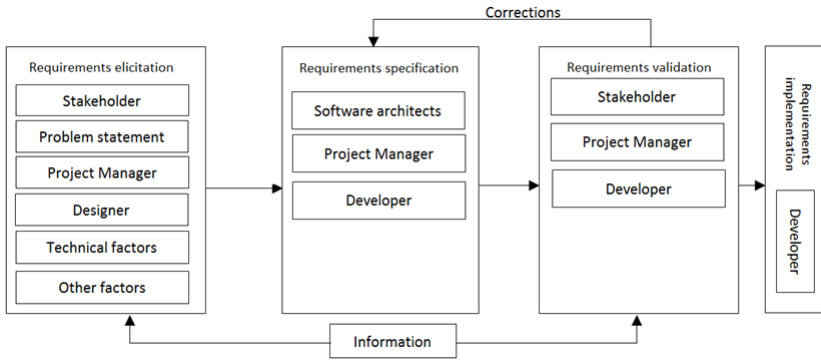 Corrections
Requirements elicitation
Stakeholder
Problem statement
Project Manager
Designer
Technical factors
Other factors
Requirements specification
Software architects
Project Manager
Developer
Requirements validation
Stakeholder
Project Manager
Developer
Requirements
implementation
Developer
Information